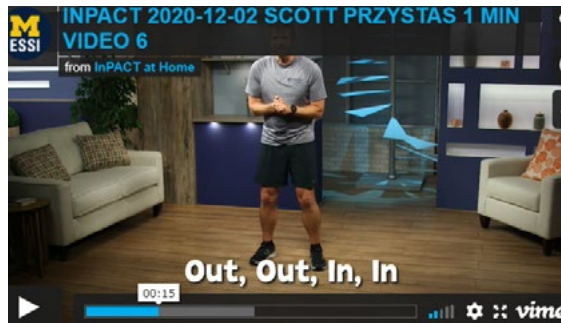 M
ESSI
INPACT 2020-12-02 SCOTT PRZYSTAS 1 MIN
VIDEO 6
from InPACT at Home
Out, Out, In, In
00:15
vime